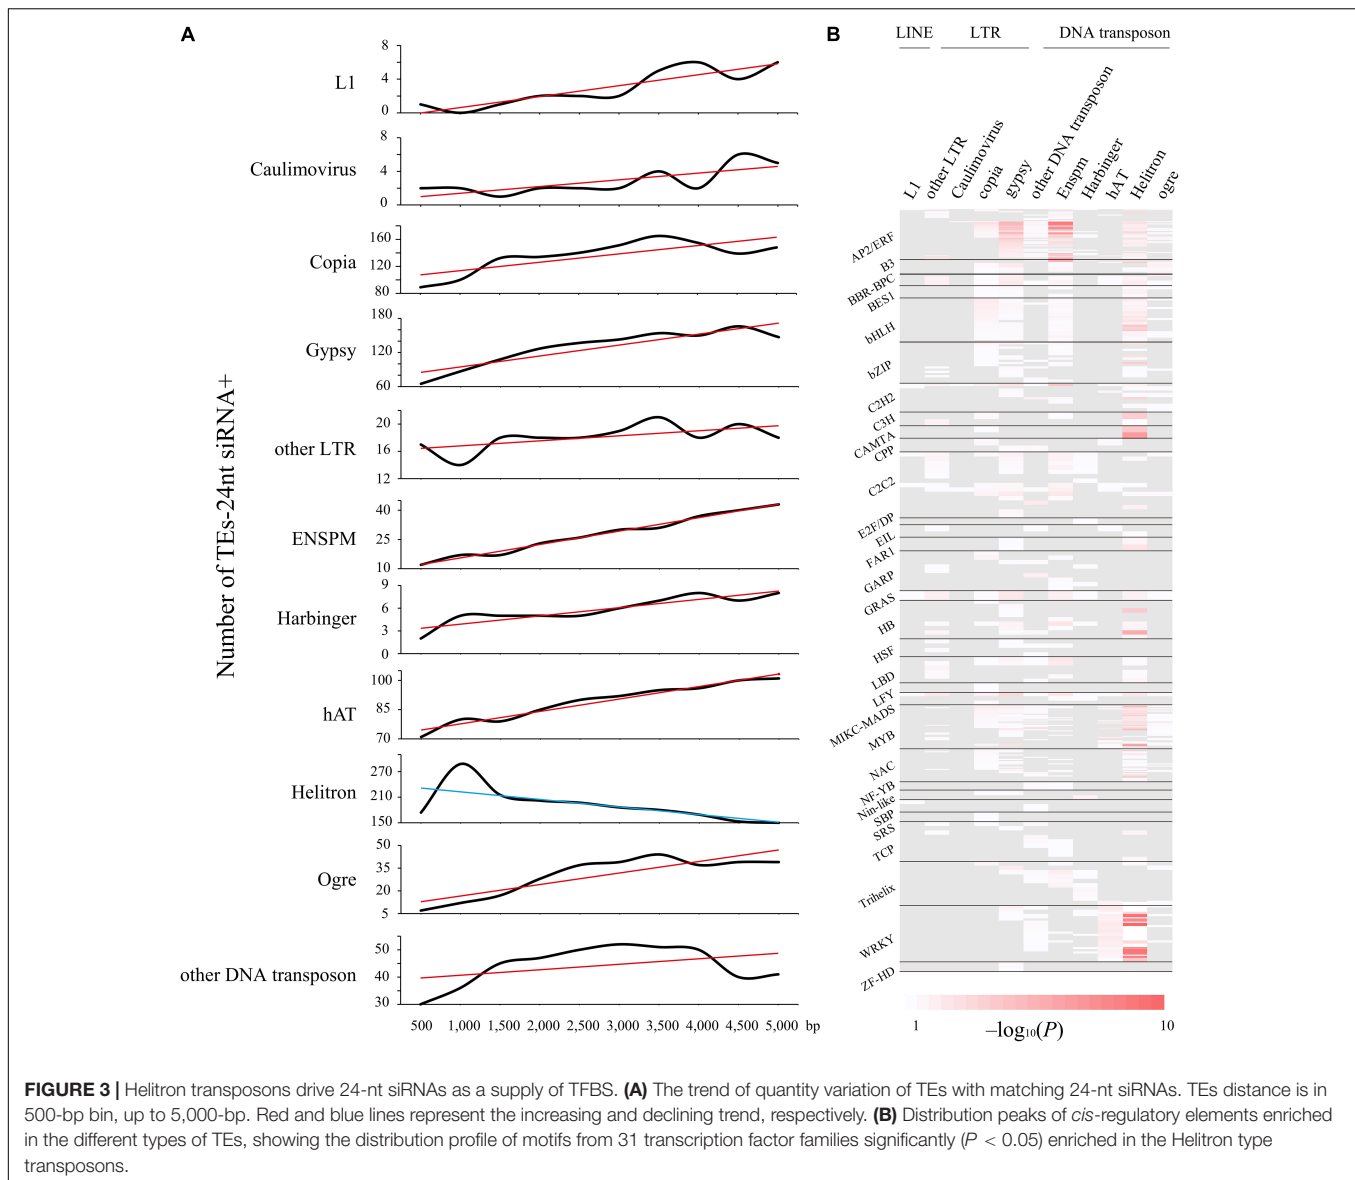 A
Number of TEs-24nt siRNA+
L1
8
4
0
Caulimovirus
8
4
0
Copia
160
120
80
Gypsy
180
120
60
other LTR
20
16
12
ENSPM
40
25
10
Harbinger
9
6
3
0
hAT
100
85
70
Helitron
270
210
150
Ogre
50
35
20
5
other DNA transposon
50
40
30
500 1,000 1,500 2,000 2,500 3,000 3,500 4,000 4,500 5,000 bp
B
LINE LTR DNA transposon
L1
other LTR
Caulimovirus
copia
gypsy
other DNA transposon
Enspm
Harbinger
hAT
Helitron
ogre
AP2/ERF
B3
BBR-BPC
BES1
bHLH
bZIP
C2H2
C3H
CAMTA
CPP
C2C2
E2F/DP
EIL
FAR1
GARP
GRAS
HB
HSF
LBD
LFY
MIKC-MADS
MYB
NAC
NF-YB
Nin-like
SBP
SRS
TCP
Trihelix
WRKY
ZF-HD
1 −log₁₀(P) 10
FIGURE 3 | Helitron transposons drive 24-nt siRNAs as a supply of TFBS. (A) The trend of quantity variation of TEs with matching 24-nt siRNAs. TEs distance is in
500-bp bin, up to 5,000-bp. Red and blue lines represent the increasing and declining trend, respectively. (B) Distribution peaks of cis-regulatory elements enriched
in the different types of TEs, showing the distribution profile of motifs from 31 transcription factor families significantly (P < 0.05) enriched in the Helitron type
transposons.